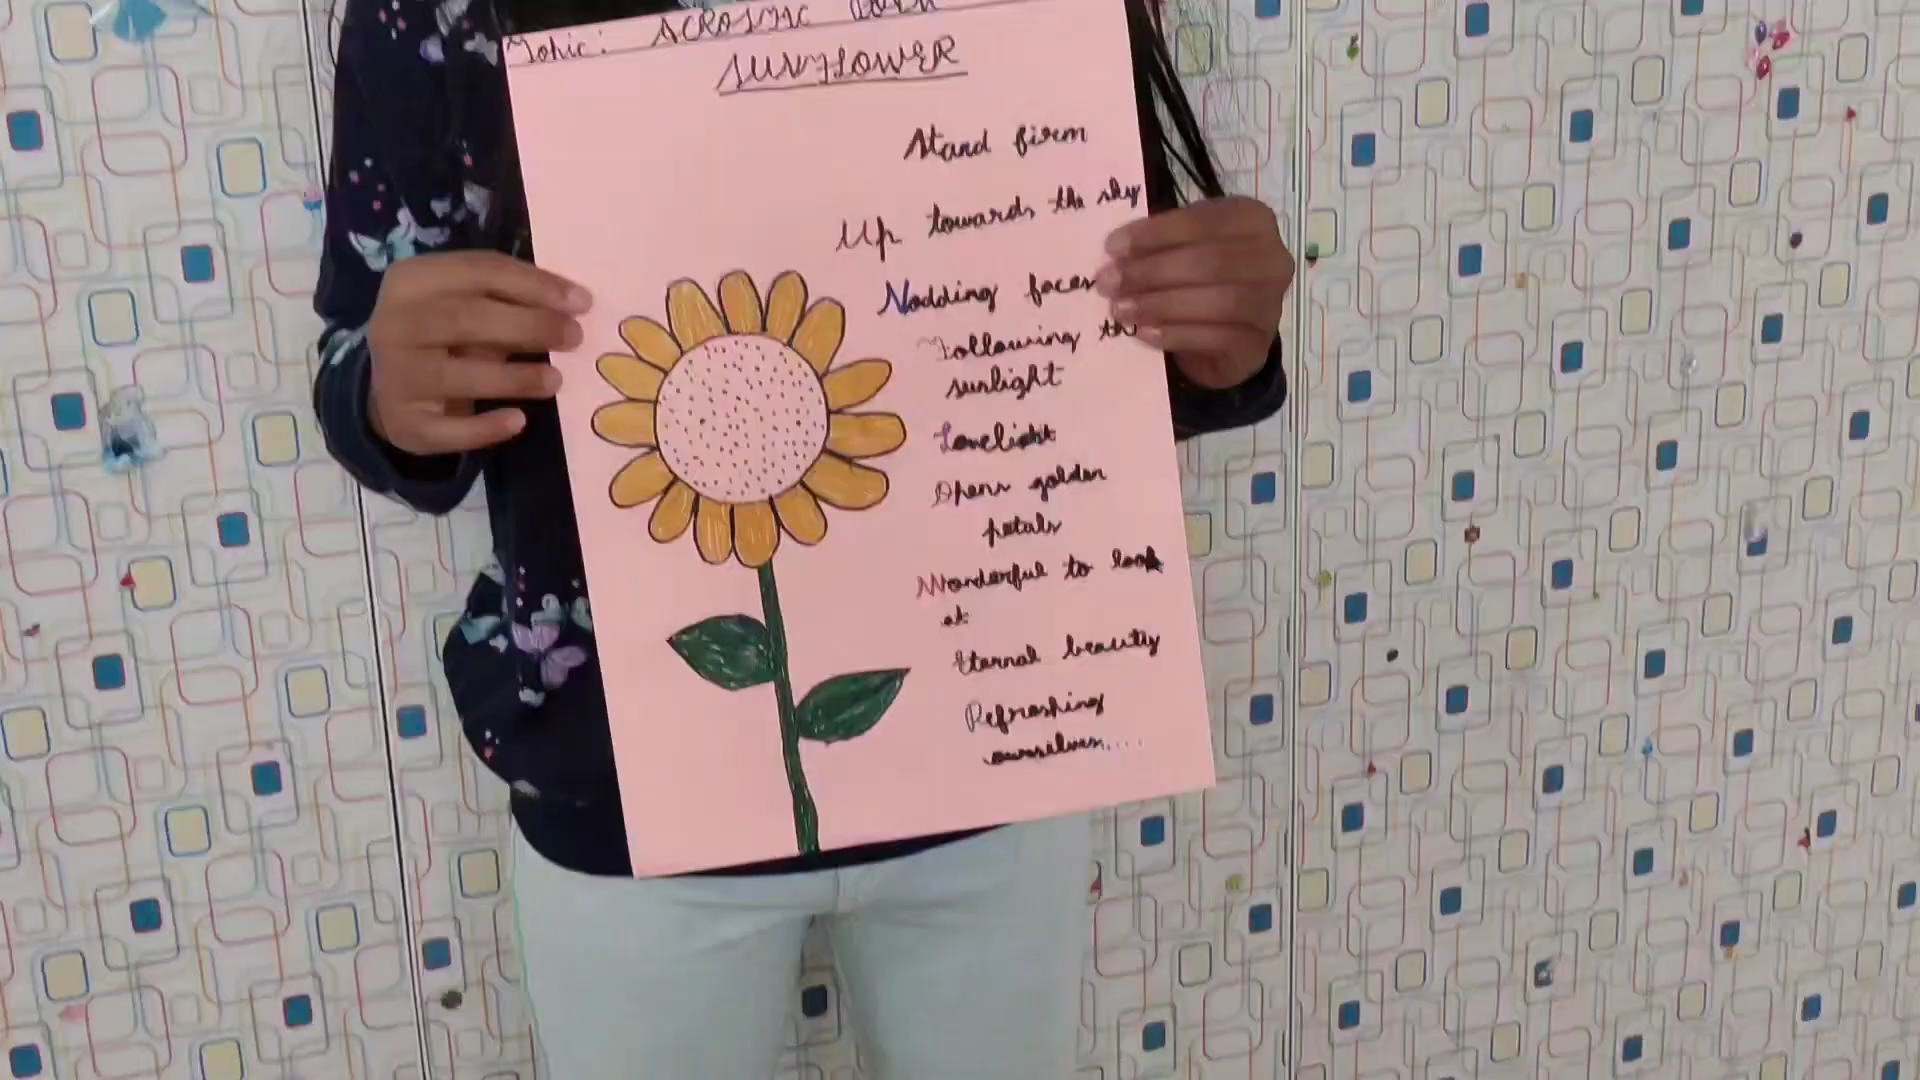 Topic: ACROSTIC POEM
SUNFLOWER
Stand firm
Up towards the sky
Nodding faces
Following the
sunlight
Lovelight
Opens golden
petals
Wonderful to look
at
Eternal beauty
Refreshing
ourselves....